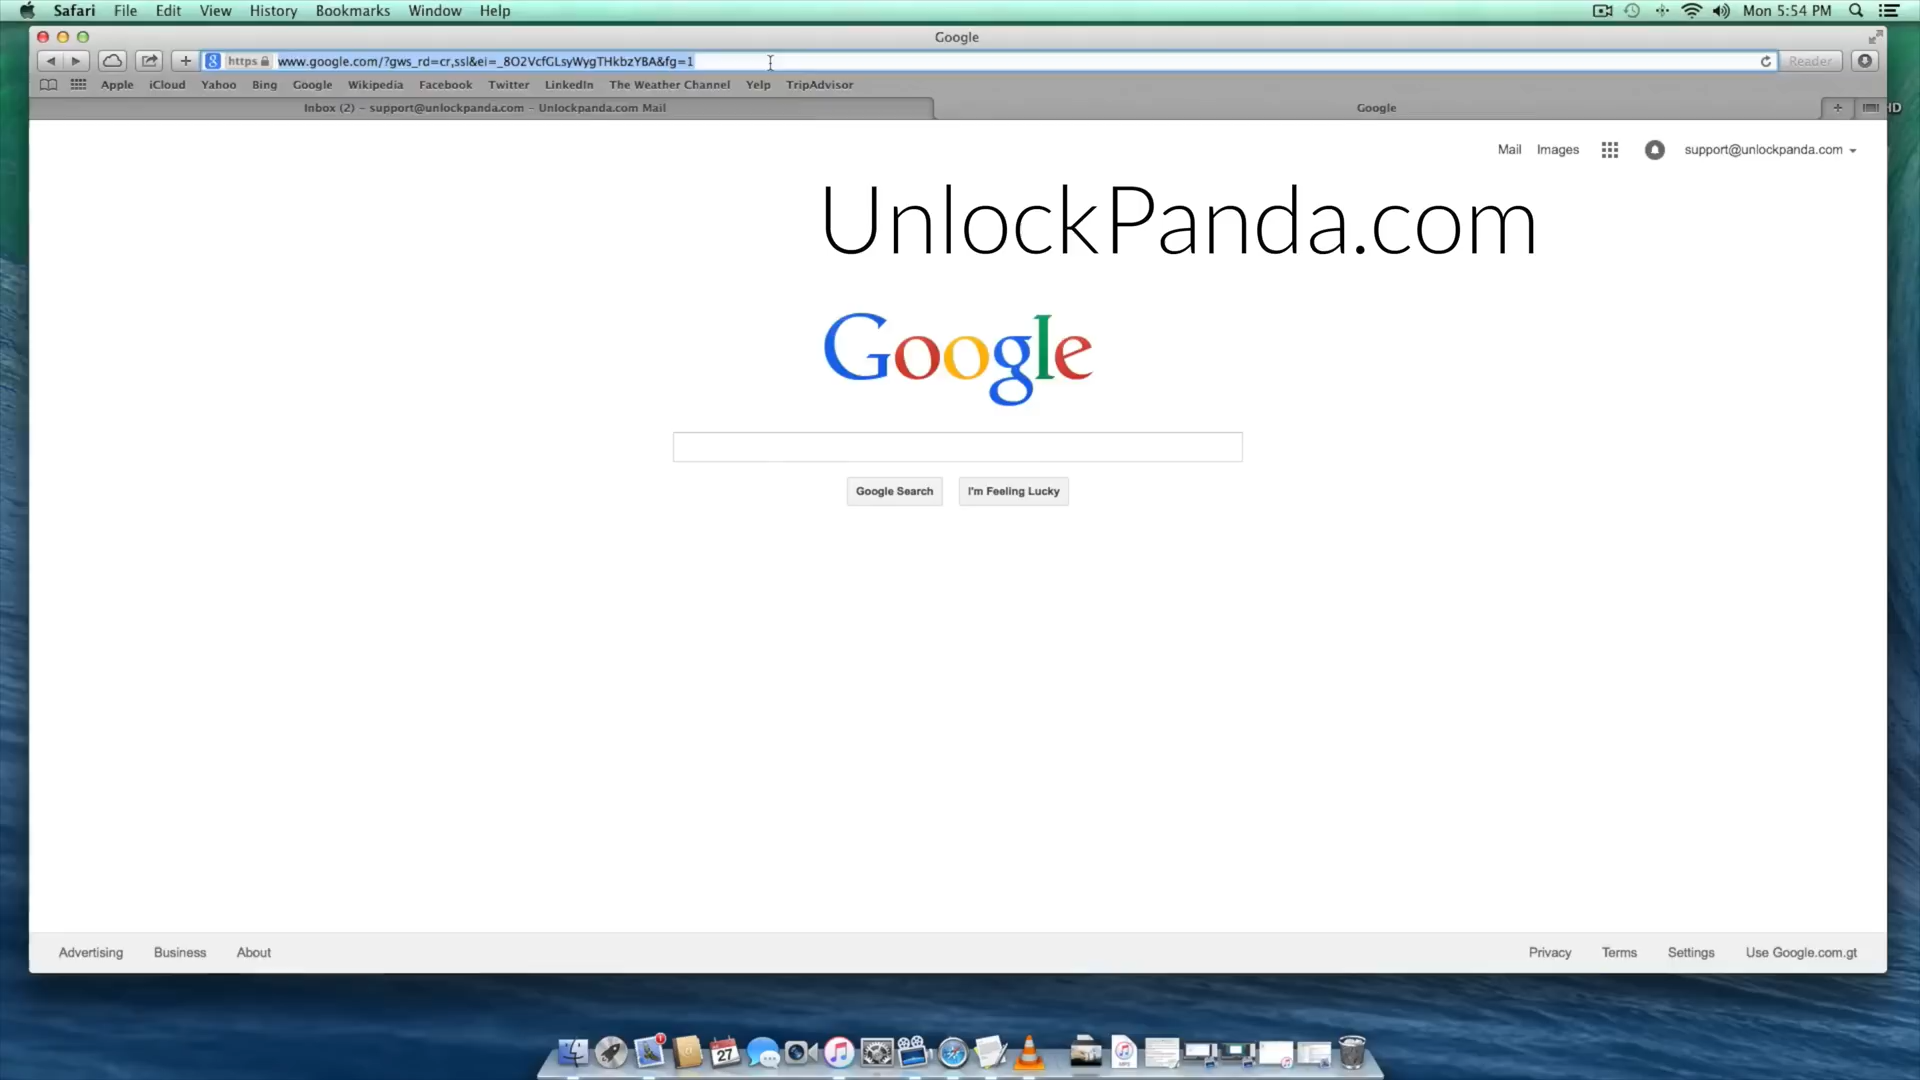 Safari File Edit View History Bookmarks Window Help
Mon 5:54 PM
Google
https www.google.com/?gws_rd=cr,ssl&ei=_8O2VcfGLsyWygTHkbzYBA&fg=1
Reader
Apple iCloud Yahoo Bing Google Wikipedia Facebook Twitter LinkedIn The Weather Channel Yelp TripAdvisor
Inbox (2) – support@unlockpanda.com – Unlockpanda.com Mail
Google
Mail Images support@unlockpanda.com
UnlockPanda.com
Google
Google Search I'm Feeling Lucky
Advertising Business About
Privacy Terms Settings Use Google.com.gt
27